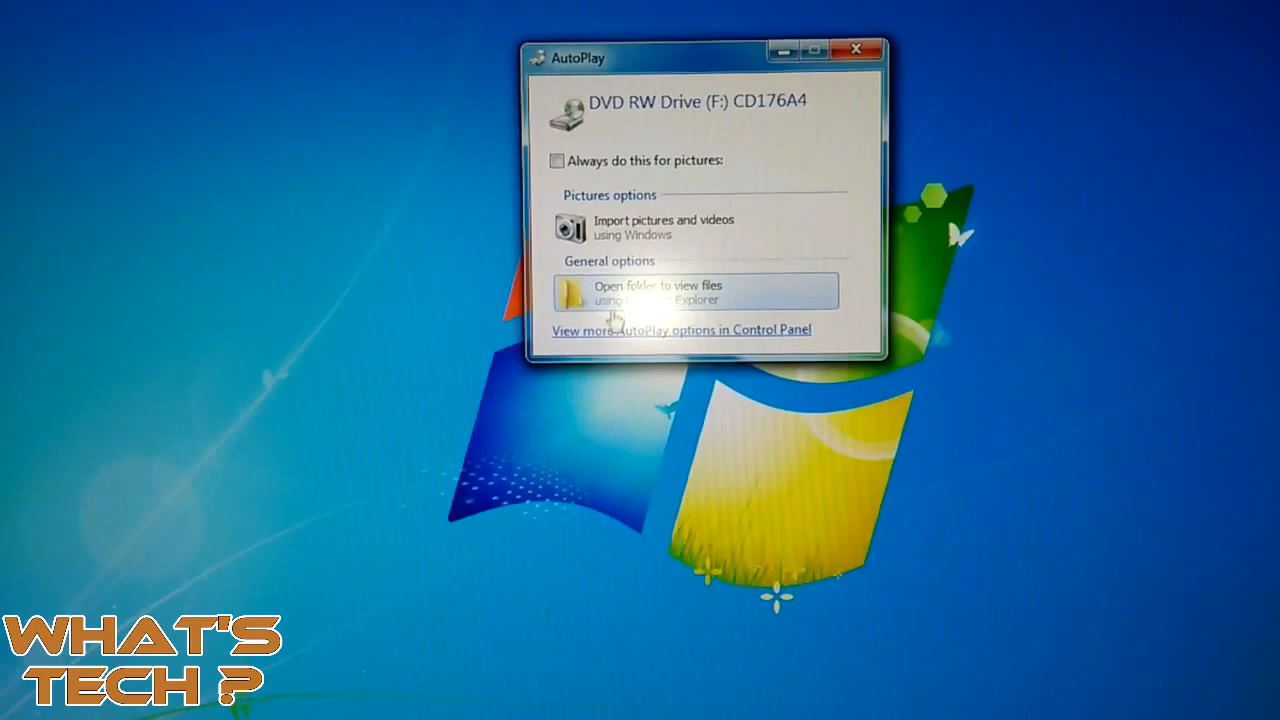 AutoPlay
DVD RW Drive (F:) CD176A4
Always do this for pictures:
Pictures options
Import pictures and videos
using Windows
General options
Open folder to view files
using Explorer
View more AutoPlay options in Control Panel
WHAT'S
TECH ?